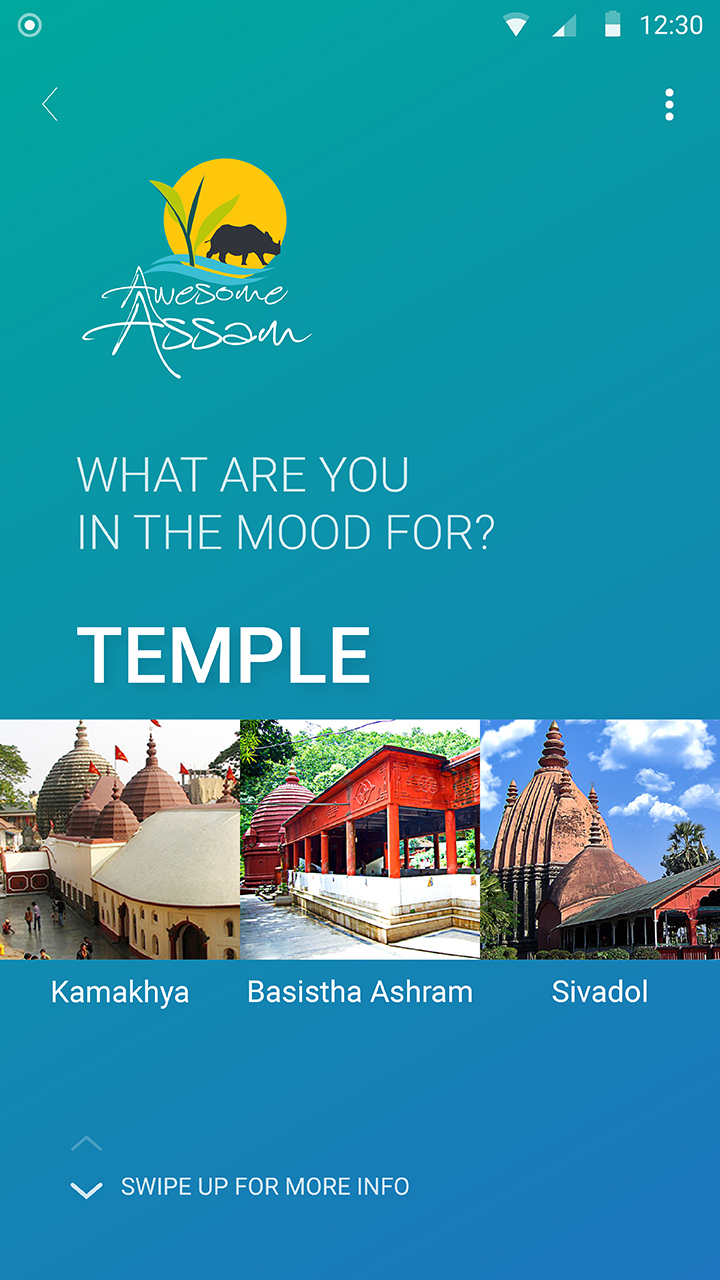 12:30
Awesome
Assam
WHAT ARE YOU
IN THE MOOD FOR?
TEMPLE
Kamakhya
Basistha Ashram
Sivadol
SWIPE UP FOR MORE INFO